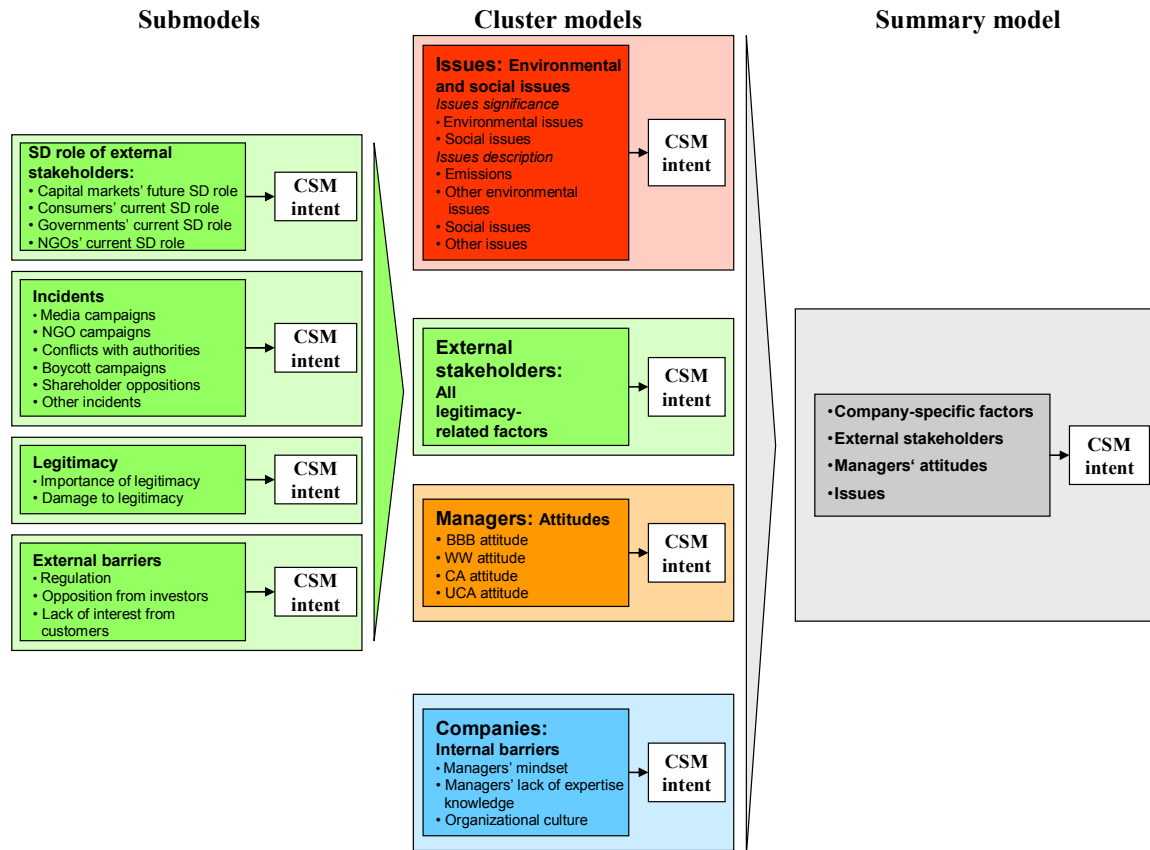 Submodels
Cluster models
Summary model
SD role of external
stakeholders:
• Capital markets’ future SD role
• Consumers’ current SD role
• Governments’ current SD role
• NGOs’ current SD role
CSM
intent
Incidents
• Media campaigns
• NGO campaigns
• Conflicts with authorities
• Boycott campaigns
• Shareholder oppositions
• Other incidents
CSM
intent
Legitimacy
• Importance of legitimacy
• Damage to legitimacy
CSM
intent
External barriers
• Regulation
• Opposition from investors
• Lack of interest from
customers
CSM
intent
Issues: Environmental
and social issues
Issues significance
• Environmental issues
• Social issues
Issues description
• Emissions
• Other environmental
issues
• Social issues
• Other issues
CSM
intent
External
stakeholders:
All
legitimacy-
related factors
CSM
intent
Managers: Attitudes
• BBB attitude
• WW attitude
• CA attitude
• UCA attitude
CSM
intent
Companies:
Internal barriers
• Managers’ mindset
• Managers’ lack of expertise
knowledge
• Organizational culture
CSM
intent
•Company-specific factors
•External stakeholders
•Managers‘ attitudes
•Issues
CSM
intent